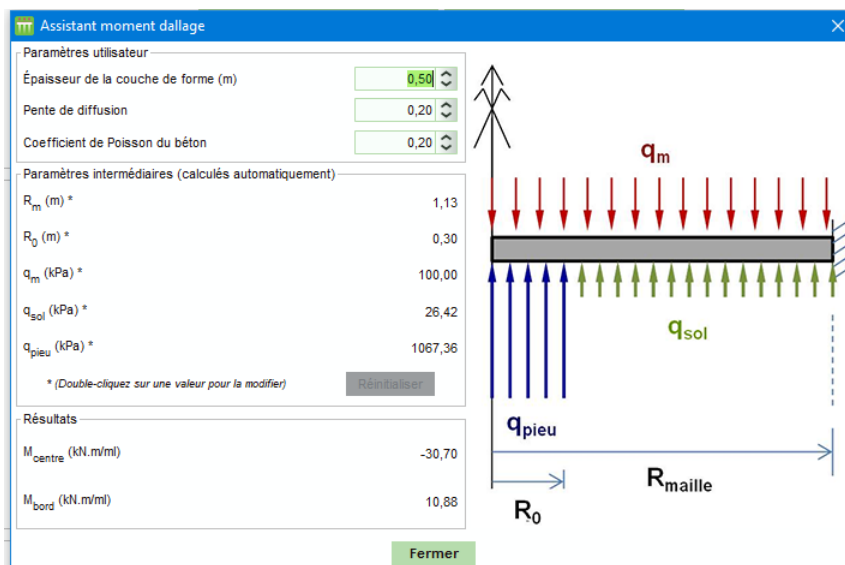 Assistant moment dallage
Paramètres utilisateur
Épaisseur de la couche de forme (m) 0,50
Pente de diffusion 0,20
Coefficient de Poisson du béton 0,20
Paramètres intermédiaires (calculés automatiquement)
Rm (m) * 1,13
R0 (m) * 0,30
qm (kPa) * 100,00
qsol (kPa) * 26,42
qpieu (kPa) * 1067,36
* (Double-cliquez sur une valeur pour la modifier) Réinitialiser
Résultats
Mcentre (kN.m/ml) -30,70
Mbord (kN.m/ml) 10,88
qm
qsol
qpieu
Rmaille
R0
Fermer